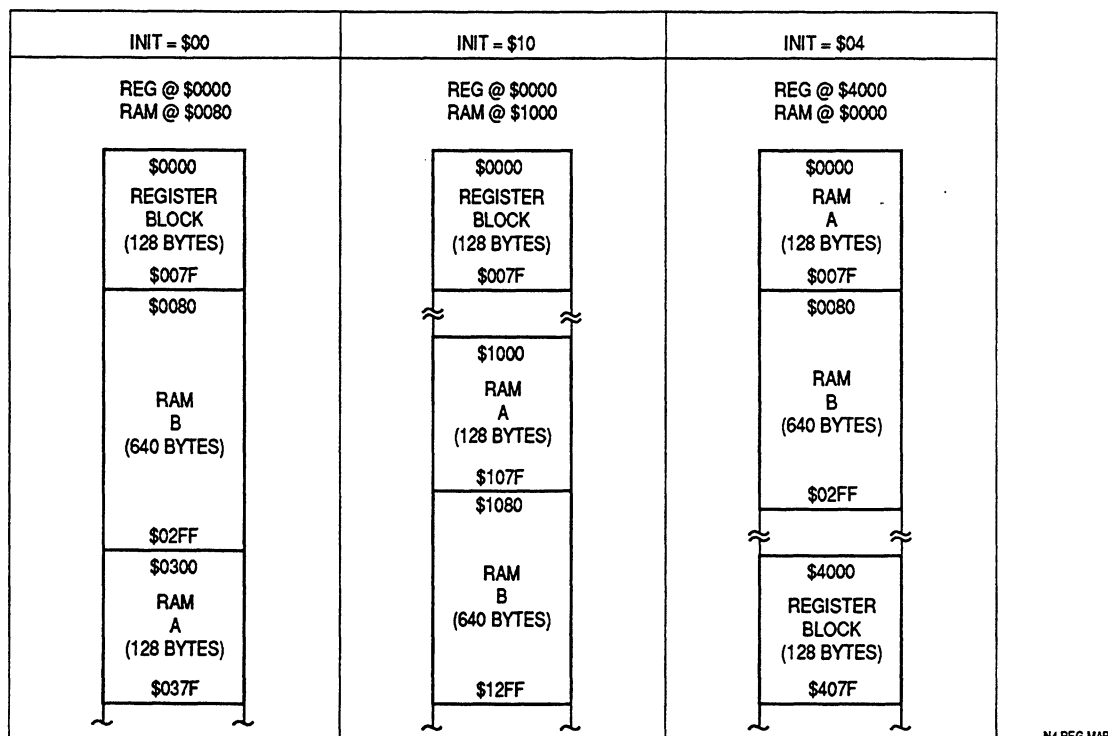 INIT = $00
REG @ $0000
RAM @ $0080
$0000
REGISTER
BLOCK
(128 BYTES)
$007F
$0080
RAM
B
(640 BYTES)
$02FF
$0300
RAM
A
(128 BYTES)
$037F
INIT = $10
REG @ $0000
RAM @ $1000
$0000
REGISTER
BLOCK
(128 BYTES)
$007F
$1000
RAM
A
(128 BYTES)
$107F
$1080
RAM
B
(640 BYTES)
$12FF
INIT = $04
REG @ $4000
RAM @ $0000
$0000
RAM
A
(128 BYTES)
$007F
$0080
RAM
B
(640 BYTES)
$02FF
$4000
REGISTER
BLOCK
(128 BYTES)
$407F
N4 REG MAP